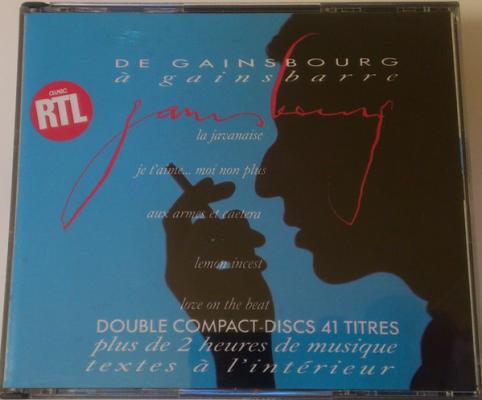 DE GAINSBOURG
à gainsbarre
avec
RTL
gainsbourg
la javanaise
je t'aime... moi non plus
aux armes et caetera
lemon incest
love on the beat
DOUBLE COMPACT-DISCS 41 TITRES
plus de 2 heures de musique
textes à l'intérieur